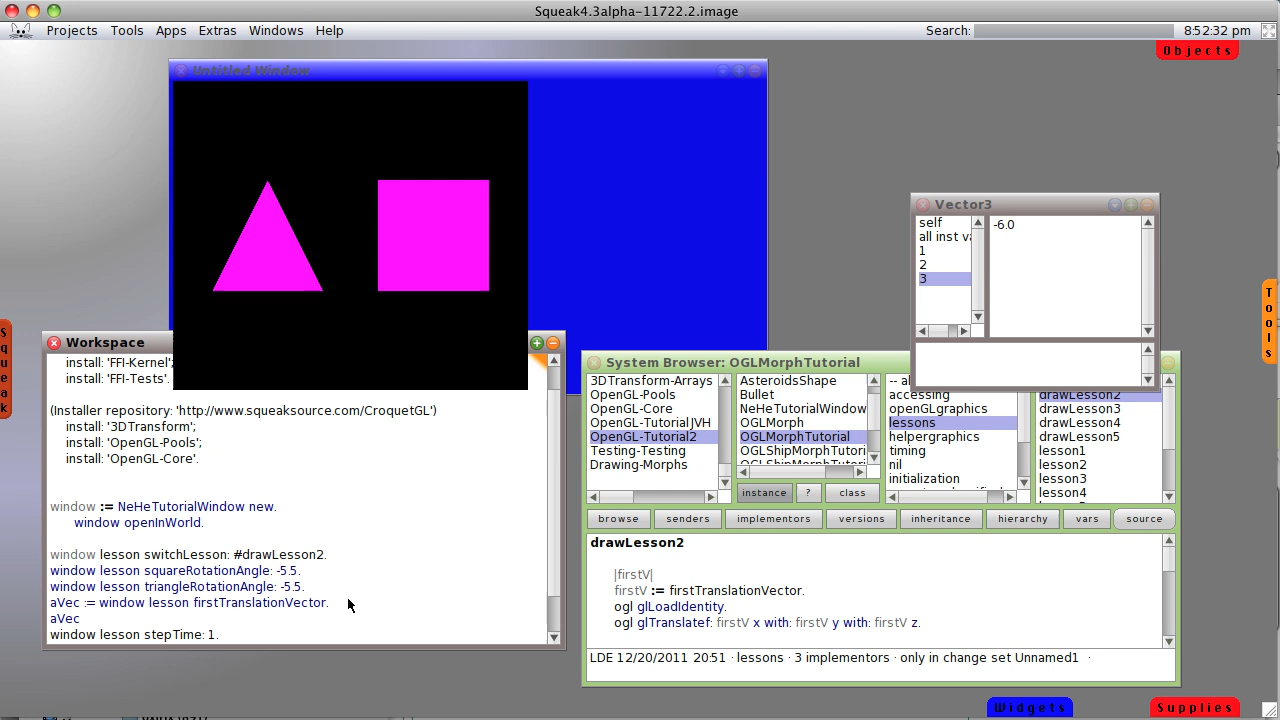 Squeak4.3alpha-11722.2.image
Projects Tools Apps Extras Windows Help Search: 8:52:32 pm
Objects
Untitled Window
Squeak
Tools
Vector3
self
all inst va
1
2
3
-6.0
Workspace
install: 'FFI-Kernel';
install: 'FFI-Tests'.
(Installer repository: 'http://www.squeaksource.com/CroquetGL')
install: '3DTransform';
install: 'OpenGL-Pools';
install: 'OpenGL-Core'.
window := NeHeTutorialWindow new.
window openInWorld.
window lesson switchLesson: #drawLesson2.
window lesson squareRotationAngle: -5.5.
window lesson triangleRotationAngle: -5.5.
aVec := window lesson firstTranslationVector.
aVec
window lesson stepTime: 1.
System Browser: OGLMorphTutorial
3DTransform-Arrays
OpenGL-Pools
OpenGL-Core
OpenGL-TutorialJVH
OpenGL-Tutorial2
Testing-Testing
Drawing-Morphs
AsteroidsShape
Bullet
NeHeTutorialWindow
OGLMorph
OGLMorphTutorial
OGLShipMorphTutori
OGLShipMorphTutori
instance ? class
-- al
accessing
openGLgraphics
lessons
helpergraphics
timing
nil
initialization
drawLesson2
drawLesson3
drawLesson4
drawLesson5
lesson1
lesson2
lesson3
lesson4
browse senders implementors versions inheritance hierarchy vars source
drawLesson2
|firstV|
firstV := firstTranslationVector.
ogl glLoadIdentity.
ogl glTranslatef: firstV x with: firstV y with: firstV z.
LDE 12/20/2011 20:51 · lessons · 3 implementors · only in change set Unnamed1 ·
Widgets
Supplies